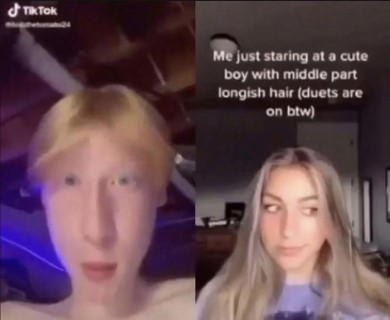 TikTok
Me just staring at a cute
boy with middle part
longish hair (duets are
on btw)